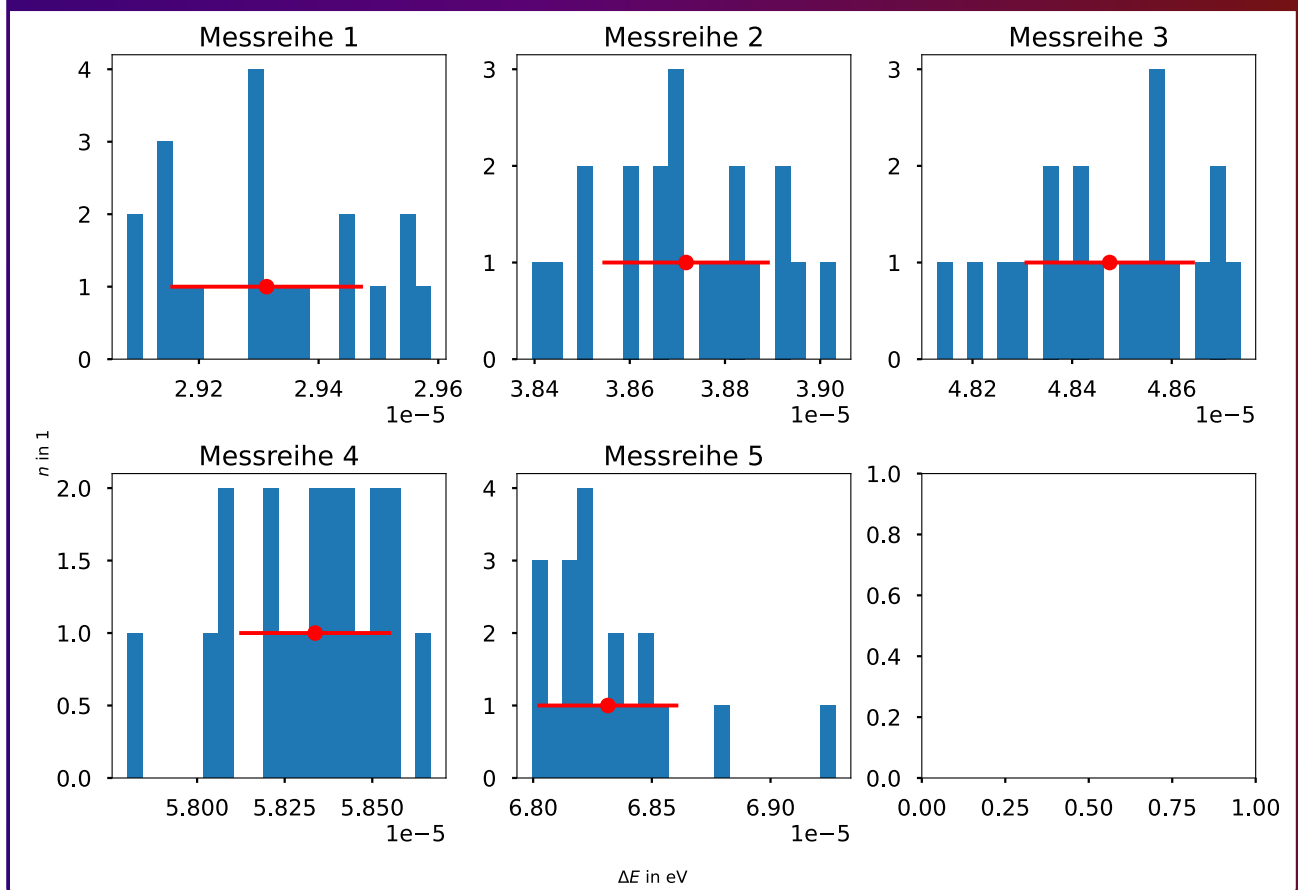 Messreihe 1
4
3
2
1
0
2.92 2.94 2.96
1e−5
Messreihe 2
3
2
1
0
3.84 3.86 3.88 3.90
1e−5
Messreihe 3
3
2
1
0
4.82 4.84 4.86
1e−5
n in 1
Messreihe 4
2.0
1.5
1.0
0.5
0.0
5.800 5.825 5.850
1e−5
Messreihe 5
4
3
2
1
0
6.80 6.85 6.90
1e−5
1.0
0.8
0.6
0.4
0.2
0.0
0.00 0.25 0.50 0.75 1.00
ΔE in eV